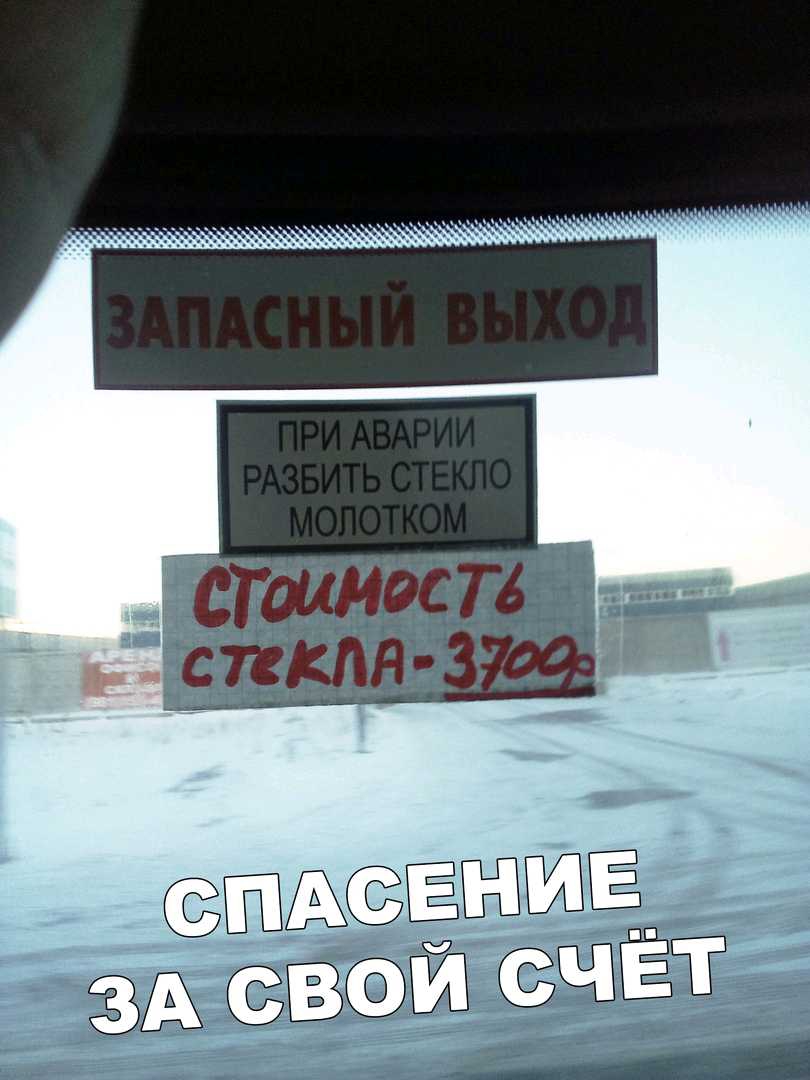 ЗАПАСНЫЙ ВЫХОД
ПРИ АВАРИИ
РАЗБИТЬ СТЕКЛО
МОЛОТКОМ
СТОИМОСТЬ
СТЕКЛА - 3700р
СПАСЕНИЕ
ЗА СВОЙ СЧЁТ